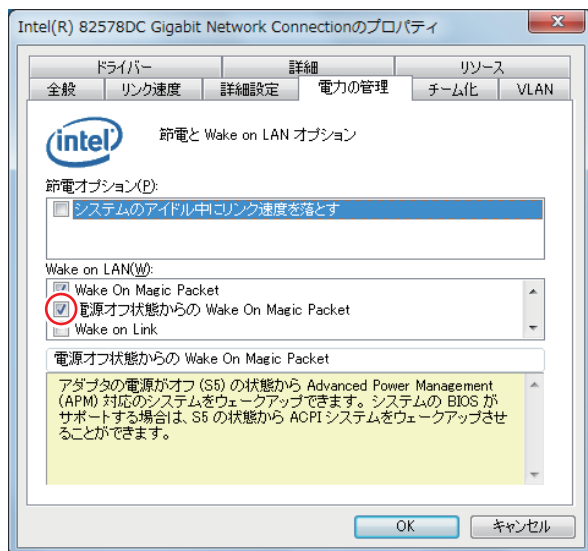 Intel(R) 82578DC Gigabit Network Connectionのプロパティ
ドライバー 詳細 リソース
全般 リンク速度 詳細設定 電力の管理 チーム化 VLAN
intel 節電と Wake on LAN オプション
節電オプション(P):
システムのアイドル中にリンク速度を落とす
Wake on LAN(W):
Wake On Magic Packet
電源オフ状態からの Wake On Magic Packet
Wake on Link
電源オフ状態からの Wake On Magic Packet
アダプタの電源がオフ (S5) の状態から Advanced Power Management
(APM) 対応のシステムをウェークアップできます。システムの BIOS が
サポートする場合は、S5 の状態から ACPI システムをウェークアップさせ
ることができます。
OK キャンセル